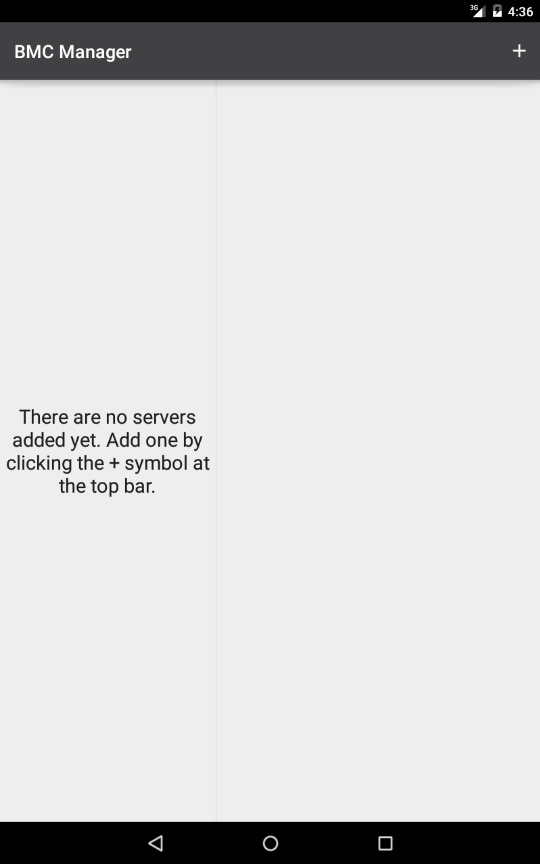 3G 4:36
BMC Manager +
There are no servers
added yet. Add one by
clicking the + symbol at
the top bar.